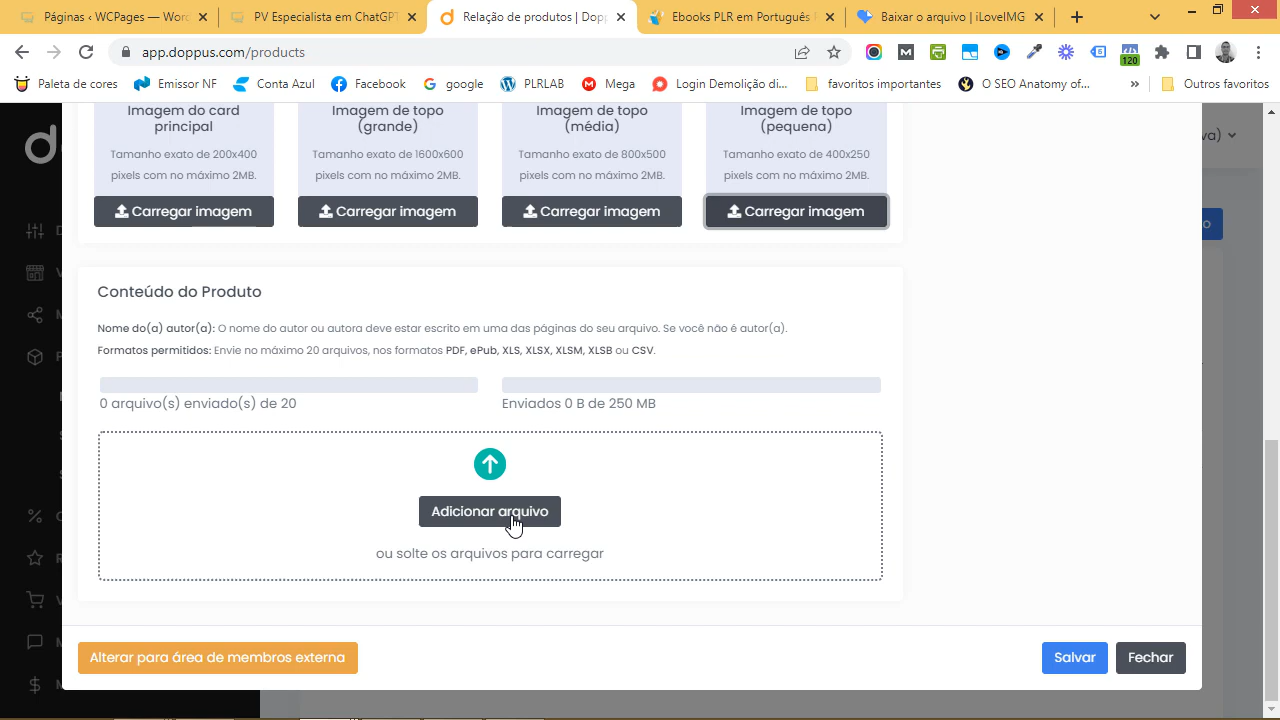 Páginas ‹ WCPages — Word
PV Especialista em ChatGPT
Relação de produtos | Dopp
Ebooks PLR em Português
Baixar o arquivo | iLoveIMG
app.doppus.com/products
120
Paleta de cores
Emissor NF
Conta Azul
Facebook
google
PLRLAB
Mega
Login Demolição di...
favoritos importantes
O SEO Anatomy of...
»
Outros favoritos
va)
Imagem do card principal
Imagem de topo (grande)
Imagem de topo (média)
Imagem de topo (pequena)
Tamanho exato de 200x400 pixels com no máximo 2MB.
Tamanho exato de 1600x600 pixels com no máximo 2MB.
Tamanho exato de 800x500 pixels com no máximo 2MB.
Tamanho exato de 400x250 pixels com no máximo 2MB.
Carregar imagem
Carregar imagem
Carregar imagem
Carregar imagem
Conteúdo do Produto
Nome do(a) autor(a): O nome do autor ou autora deve estar escrito em uma das páginas do seu arquivo. Se você não é autor(a).
Formatos permitidos: Envie no máximo 20 arquivos, nos formatos PDF, ePub, XLS, XLSX, XLSM, XLSB ou CSV.
0 arquivo(s) enviado(s) de 20
Enviados 0 B de 250 MB
Adicionar arquivo
ou solte os arquivos para carregar
Alterar para área de membros externa
Salvar
Fechar